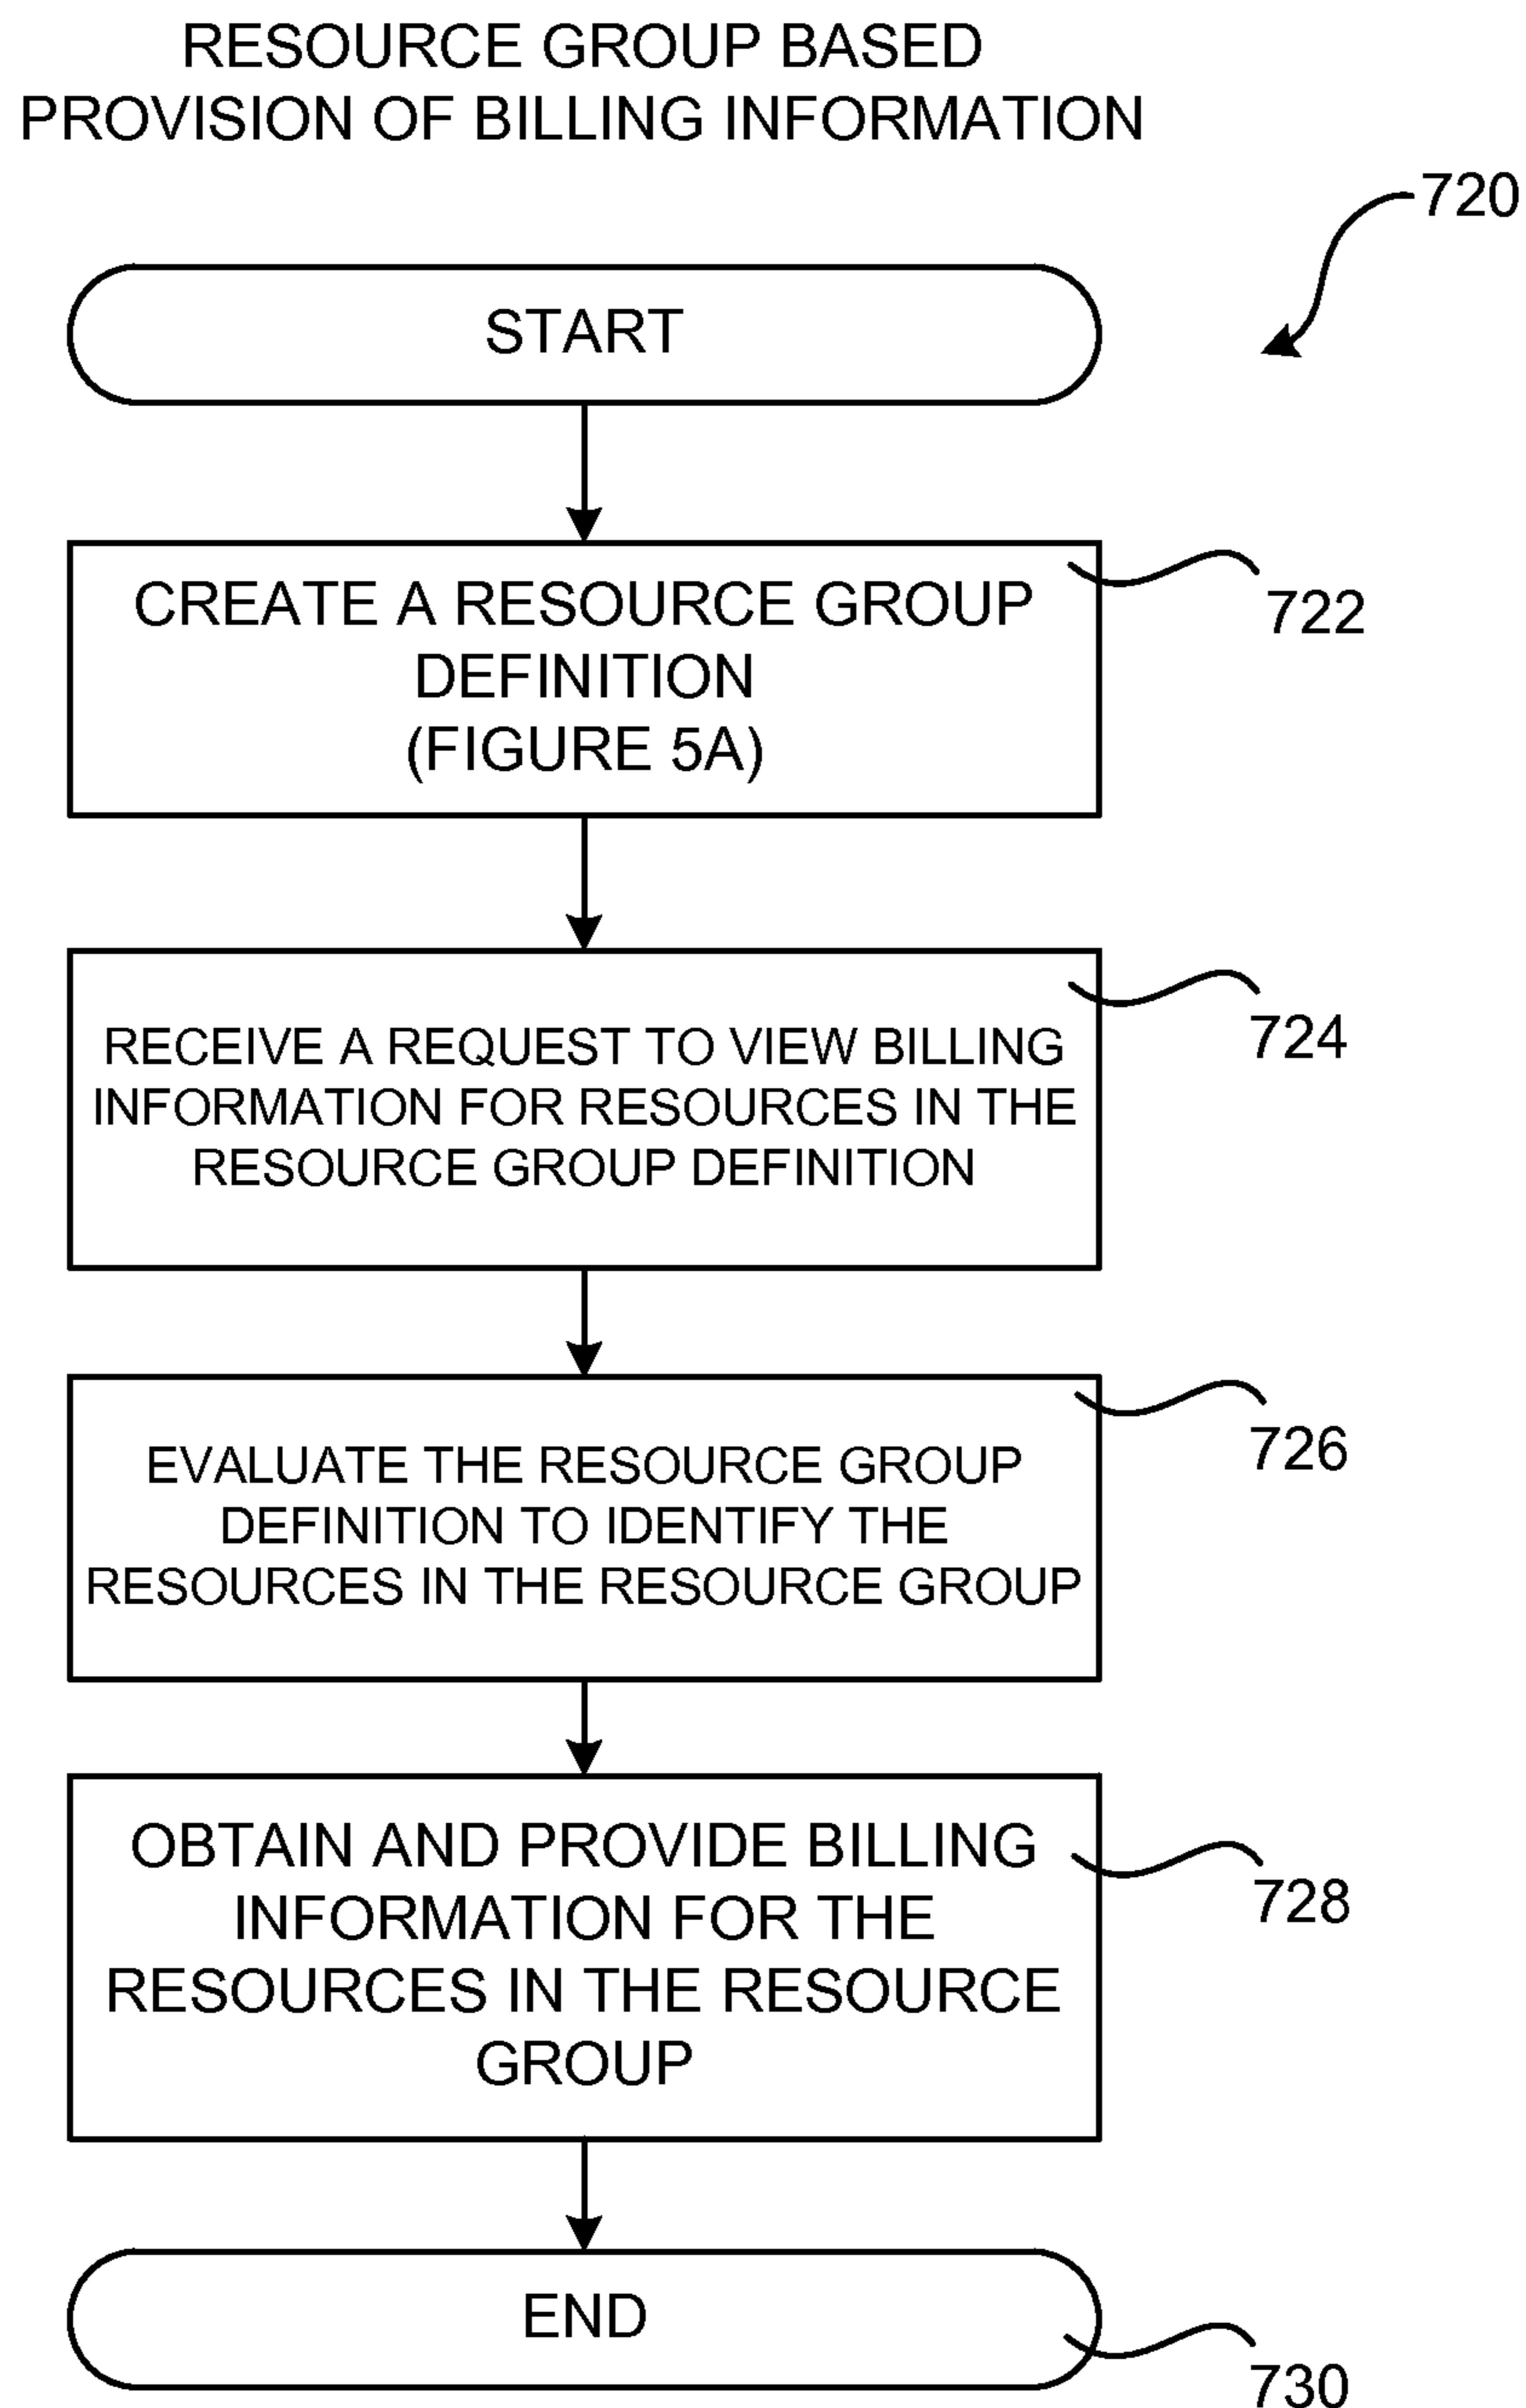 RESOURCE GROUP BASED
PROVISION OF BILLING INFORMATION
720
START
CREATE A RESOURCE GROUP
DEFINITION
(FIGURE 5A)
722
RECEIVE A REQUEST TO VIEW BILLING
INFORMATION FOR RESOURCES IN THE
RESOURCE GROUP DEFINITION
724
EVALUATE THE RESOURCE GROUP
DEFINITION TO IDENTIFY THE
RESOURCES IN THE RESOURCE GROUP
726
OBTAIN AND PROVIDE BILLING
INFORMATION FOR THE
RESOURCES IN THE RESOURCE
GROUP
728
END
730